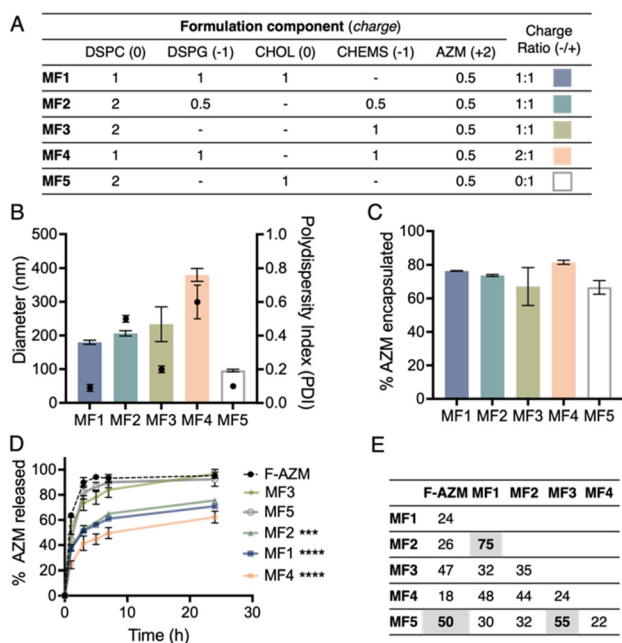 A
Formulation component (charge)
Charge
Ratio (-/+)
DSPC (0) DSPG (-1) CHOL (0) CHEMS (-1) AZM (+2)
MF1 1 1 1 - 0.5 1:1
MF2 2 0.5 - 0.5 0.5 1:1
MF3 2 - - 1 0.5 1:1
MF4 1 1 - 1 0.5 2:1
MF5 2 - 1 - 0.5 0:1
B
Diameter (nm)
500
400
300
200
100
0
MF1 MF2 MF3 MF4 MF5
1.0
0.8
0.6
0.4
0.2
0.0
Polydispersity Index (PDI)
C
% AZM encapsulated
100
80
60
40
20
0
MF1 MF2 MF3 MF4 MF5
D
% AZM released
100
80
60
40
20
0
0 10 20 30
Time (h)
F-AZM
MF3
MF5
MF2 ***
MF1 ****
MF4 ****
E
F-AZM MF1 MF2 MF3 MF4
MF1 24
MF2 26 75
MF3 47 32 35
MF4 18 48 44 24
MF5 50 30 32 55 22